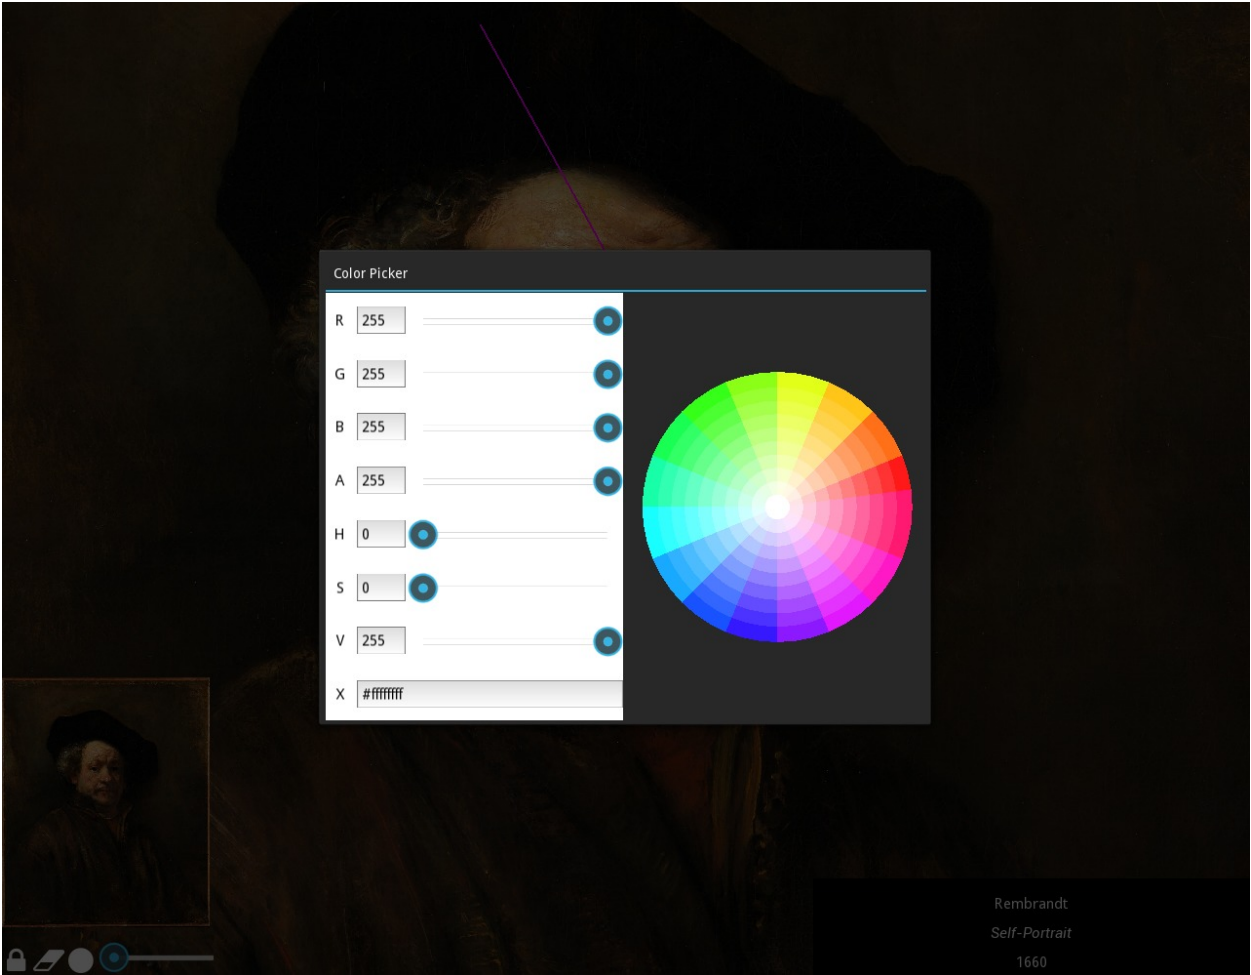 Color Picker
R 255
G 255
B 255
A 255
H 0
S 0
V 255
X #ffffffff
Rembrandt
Self-Portrait
1660